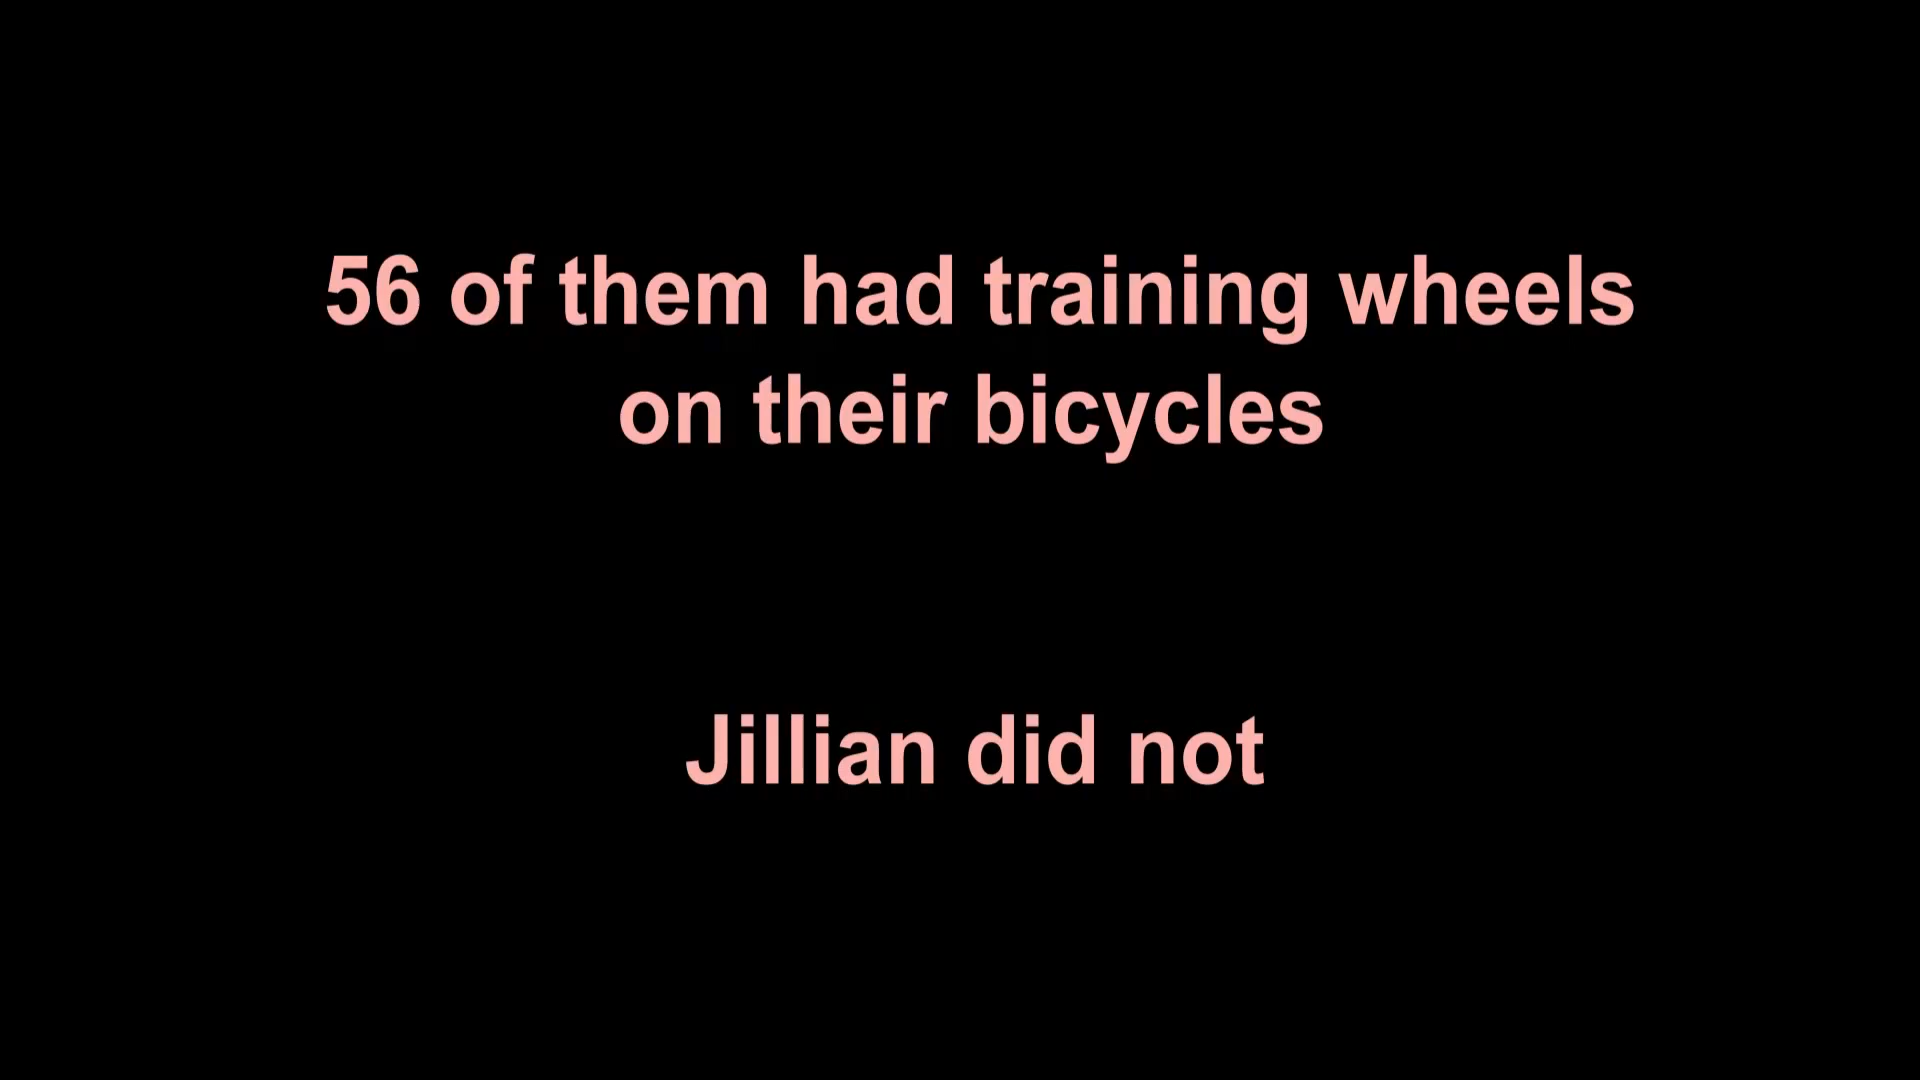 56 of them had training wheels
on their bicycles
Jillian did not